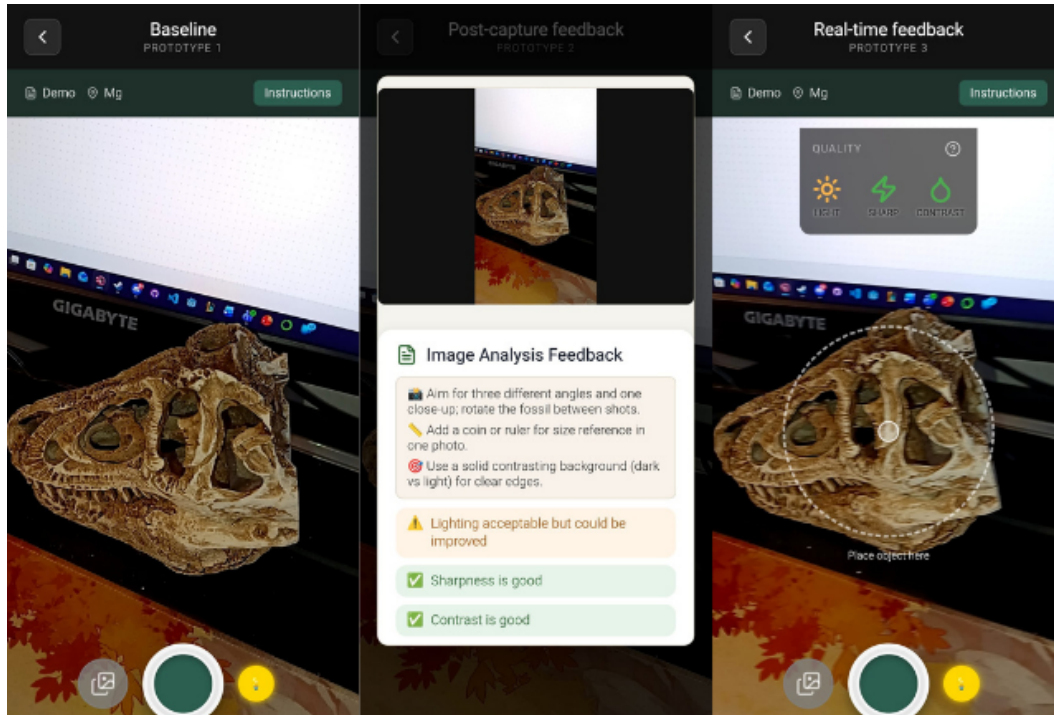 Baseline
PROTOTYPE 1
Demo
Mg
Instructions
GIGABYTE
Post-capture feedback
PROTOTYPE 2
GIGABYTE
Image Analysis Feedback
Aim for three different angles and one
close-up; rotate the fossil between shots.
Add a coin or ruler for size reference in
one photo.
Use a solid contrasting background (dark
vs light) for clear edges.
Lighting acceptable but could be
improved
Sharpness is good
Contrast is good
Real-time feedback
PROTOTYPE 3
Demo
Mg
Instructions
QUALITY
LIGHT
SHARP
CONTRAST
GIGABYTE
Place object here